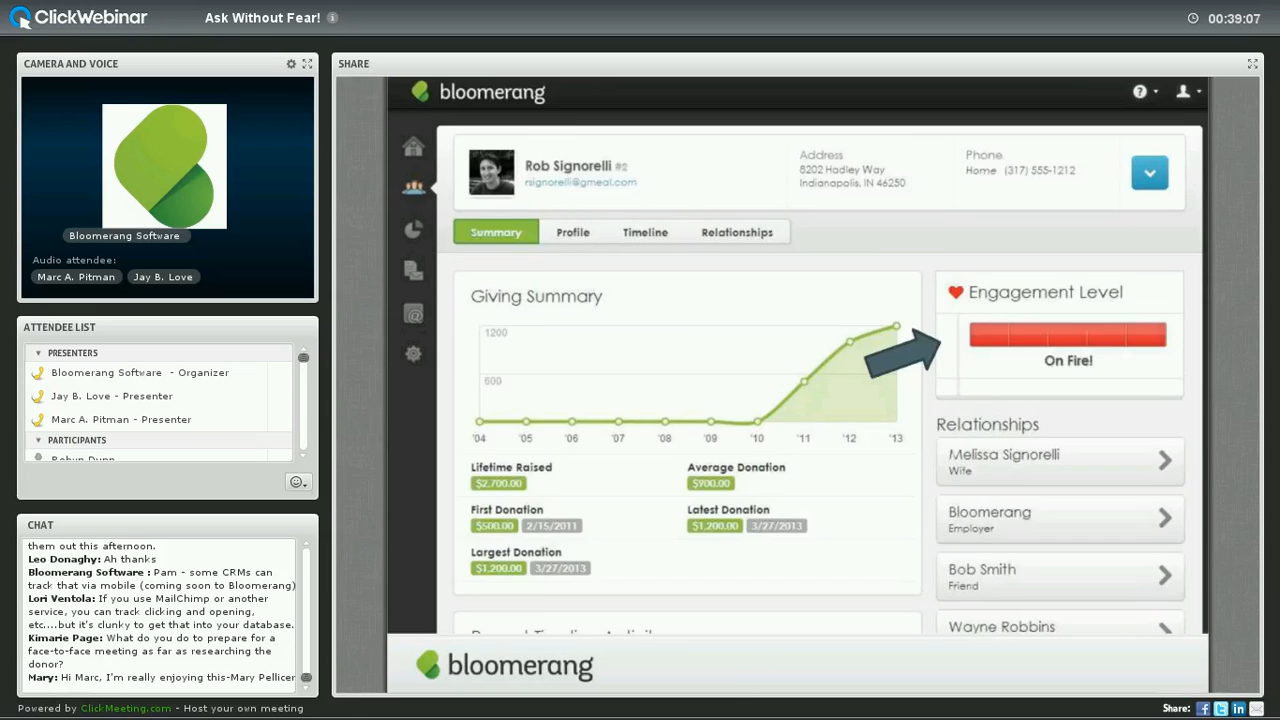 ClickWebinar
Ask Without Fear!
00:39:07
CAMERA AND VOICE
Bloomerang Software
Audio attendee:
Marc A. Pitman
Jay B. Love
ATTENDEE LIST
PRESENTERS
Bloomerang Software - Organizer
Jay B. Love - Presenter
Marc A. Pitman - Presenter
PARTICIPANTS
Robyn Dunn
CHAT
them out this afternoon.
Leo Donaghy: Ah thanks
Bloomerang Software : Pam - some CRMs can
track that via mobile (coming soon to Bloomerang)
Lori Ventola: If you use MailChimp or another
service, you can track clicking and opening,
etc....but it's clunky to get that into your database.
Kimarie Page: What do you do to prepare for a
face-to-face meeting as far as researching the
donor?
Mary: Hi Marc, I'm really enjoying this-Mary Pellicer
SHARE
bloomerang
Rob Signorelli #2
rsignorelli@gmeal.com
Address
8202 Hadley Way
Indianapolis, IN 46250
Phone
Home (317) 555-1212
Summary
Profile
Timeline
Relationships
Giving Summary
1200
600
'04 '05 '06 '07 '08 '09 '10 '11 '12 '13
Lifetime Raised
$2,700.00
Average Donation
$900.00
First Donation
$500.00 2/15/2011
Latest Donation
$1,200.00 3/27/2013
Largest Donation
$1,200.00 3/27/2013
Engagement Level
On Fire!
Relationships
Melissa Signorelli
Wife
Bloomerang
Employer
Bob Smith
Friend
Wayne Robbins
bloomerang
Powered by ClickMeeting.com - Host your own meeting
Share: